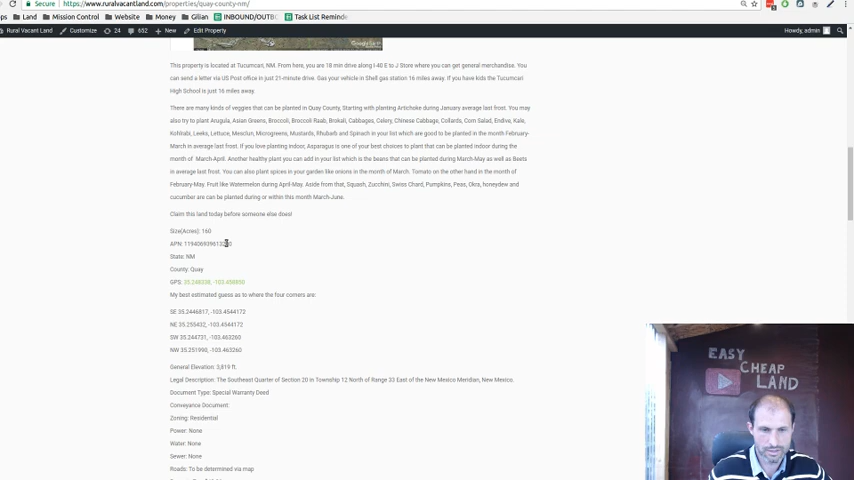 Secure https://www.ruralvacantland.com/properties/quay-county-nm/
Land Mission Control Website Money Gilian INBOUND/OUTBO Task List Reminde
Rural Vacant Land Customize 24 652 New Edit Property Howdy, admin
Google Earth
This property is located at Tucumcari, NM. From here, you are 18 min drive along I-40 E to J Store where you can get general merchandise. You
can send a letter via US Post office in just 21-minute drive. Gas your vehicle in Shell gas station 16 miles away. If you have kids the Tucumcari
High School is just 16 miles away.
There are many kinds of veggies that can be planted in Quay County, Starting with planting Artichoke during January average last frost. You may
also try to plant Arugula, Asian Greens, Broccoli, Broccoli Raab, Brokali, Cabbages, Celery, Chinese Cabbage, Collards, Corn Salad, Endive, Kale,
Kohlrabi, Leeks, Lettuce, Mesclun, Microgreens, Mustards, Rhubarb and Spinach in your list which are good to be planted in the month February-
March in average last frost. If you love planting indoor, Asparagus is one of your best choices to plant that can be planted indoor during the
month of March-April. Another healthy plant you can add in your list which is the beans that can be planted during March-May as well as Beets
in average last frost. You can also plant spices in your garden like onions in the month of March. Tomato on the other hand in the month of
February-May. Fruit like Watermelon during April-May. Aside from that, Squash, Zucchini, Swiss Chard, Pumpkins, Peas, Okra, honeydew and
cucumber are can be planted during or within this month March-June.
Claim this land today before someone else does!
Size(Acres): 160
APN:
State: NM
County: Quay
GPS: 35.248338, -103.458850
My best estimated guess as to where the four corners are:
SE 35.2446817, -103.4544172
NE 35.255432, -103.4544172
SW 35.244731, -103.463260
NW 35.251990, -103.463260
General Elevation: 3,819 ft.
Legal Description: The Southeast Quarter of Section 20 in Township 12 North of Range 33 East of the New Mexico Meridian, New Mexico.
Document Type: Special Warranty Deed
Conveyance Document:
Zoning: Residential
Power: None
Water: None
Sewer: None
Roads: To be determined via map
EASY
CHEAP
LAND